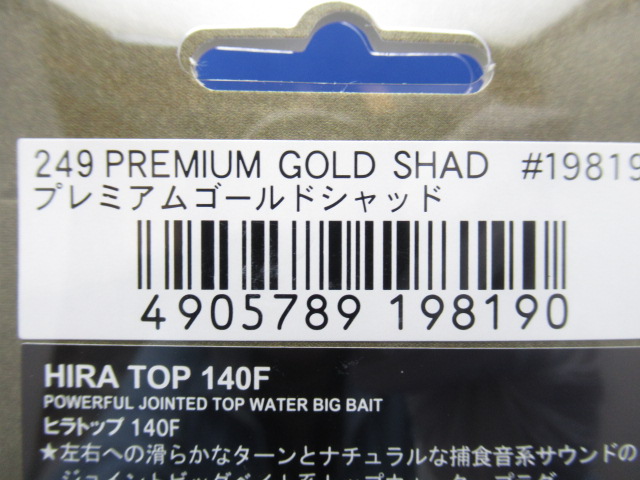 249 PREMIUM GOLD SHAD #19819
プレミアムゴールドシャッド
4905789 198190
HIRA TOP 140F
POWERFUL JOINTED TOP WATER BIG BAIT
ヒラトップ 140F
★左右への滑らかなターンとナチュラルな捕食音系サウンドの